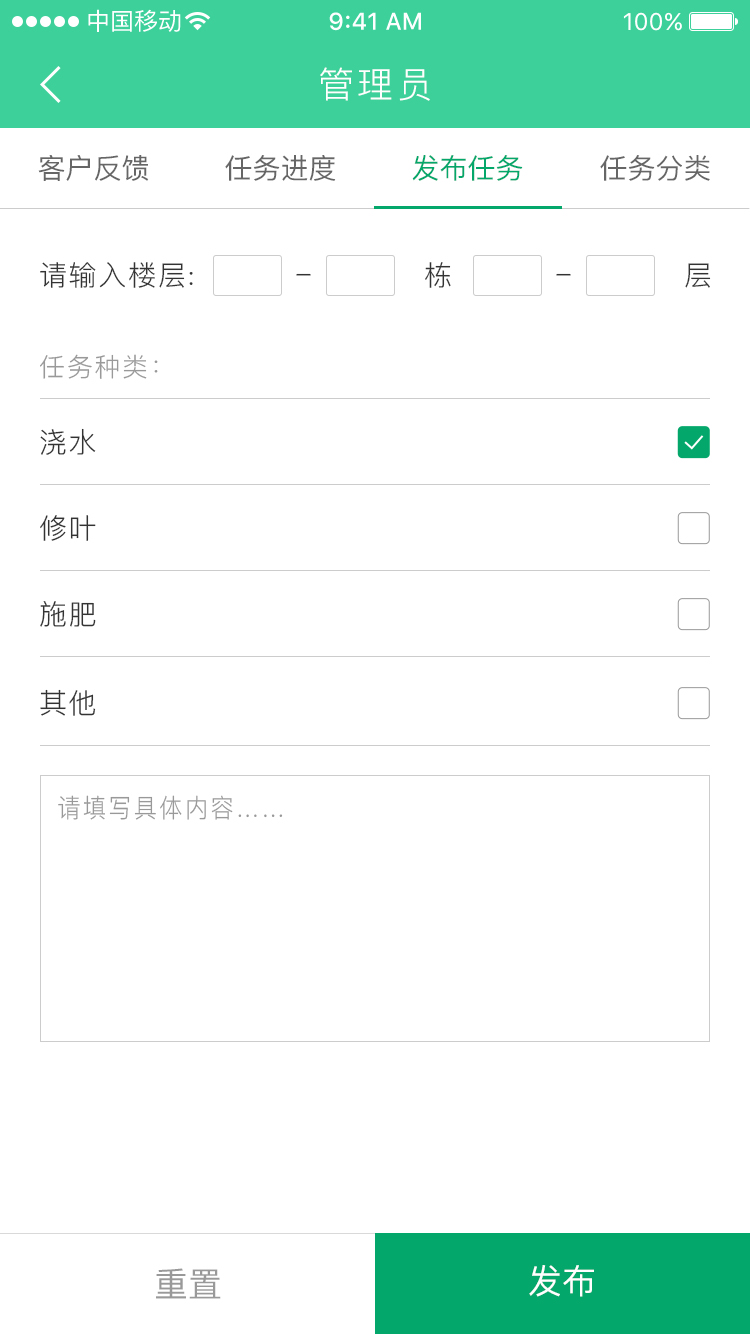 中国移动 9:41 AM 100%
管理员
客户反馈 任务进度 发布任务 任务分类
请输入楼层: – 栋 – 层
任务种类:
浇水
修叶
施肥
其他
请填写具体内容……
重置 发布